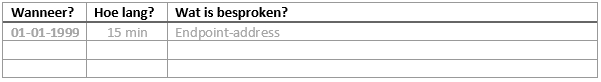 Wanneer? Hoe lang? Wat is besproken?
01-01-1999 15 min Endpoint-address